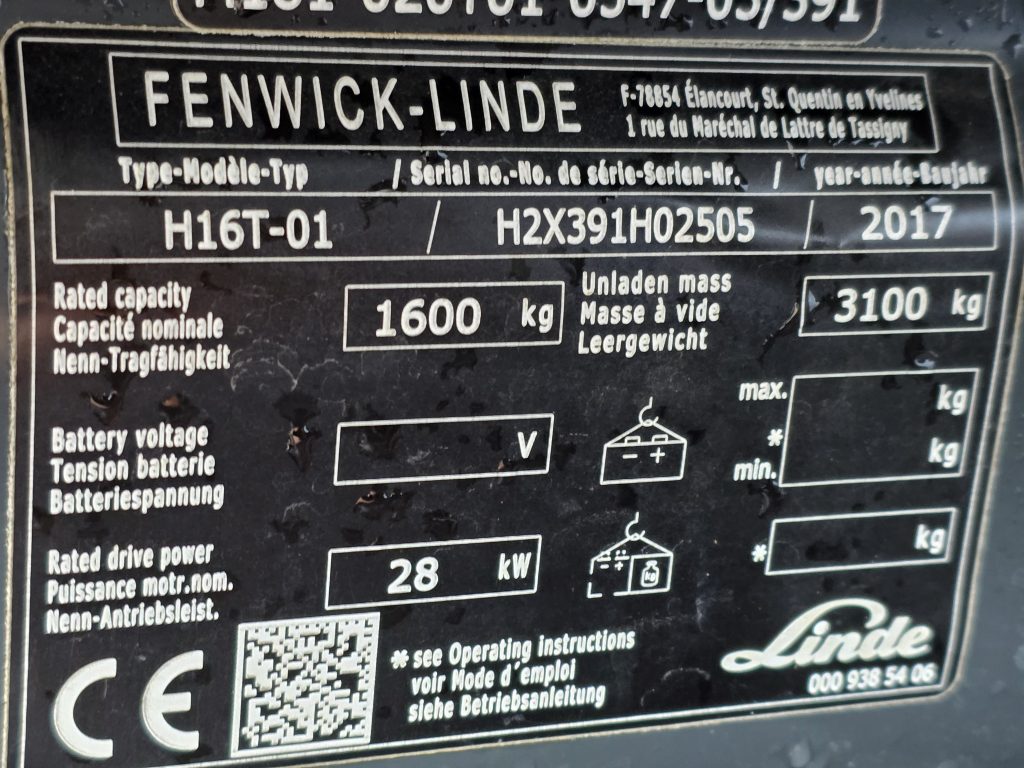 FENWICK-LINDE
F-78854 Élancourt, St. Quentin en Yvelines
1 rue du Maréchal de Lattre de Tassigny
Type-Modèle-Typ / Serial no.-No. de série-Serien-Nr. / year-année-Baujahr
H16T-01 / H2X391H02505 / 2017
Rated capacity
Capacité nominale
Nenn-Tragfähigkeit
1600 kg
Unladen mass
Masse à vide
Leergewicht
3100 kg
Battery voltage
Tension batterie
Batteriespannung
V
- +
max. kg
*
min. kg
Rated drive power
Puissance motr.nom.
Nenn-Antriebsleist.
28 kW
- +
kg
* kg
CE
* see Operating instructions
voir Mode d´emploi
siehe Betriebsanleitung
Linde
000 938 54 06